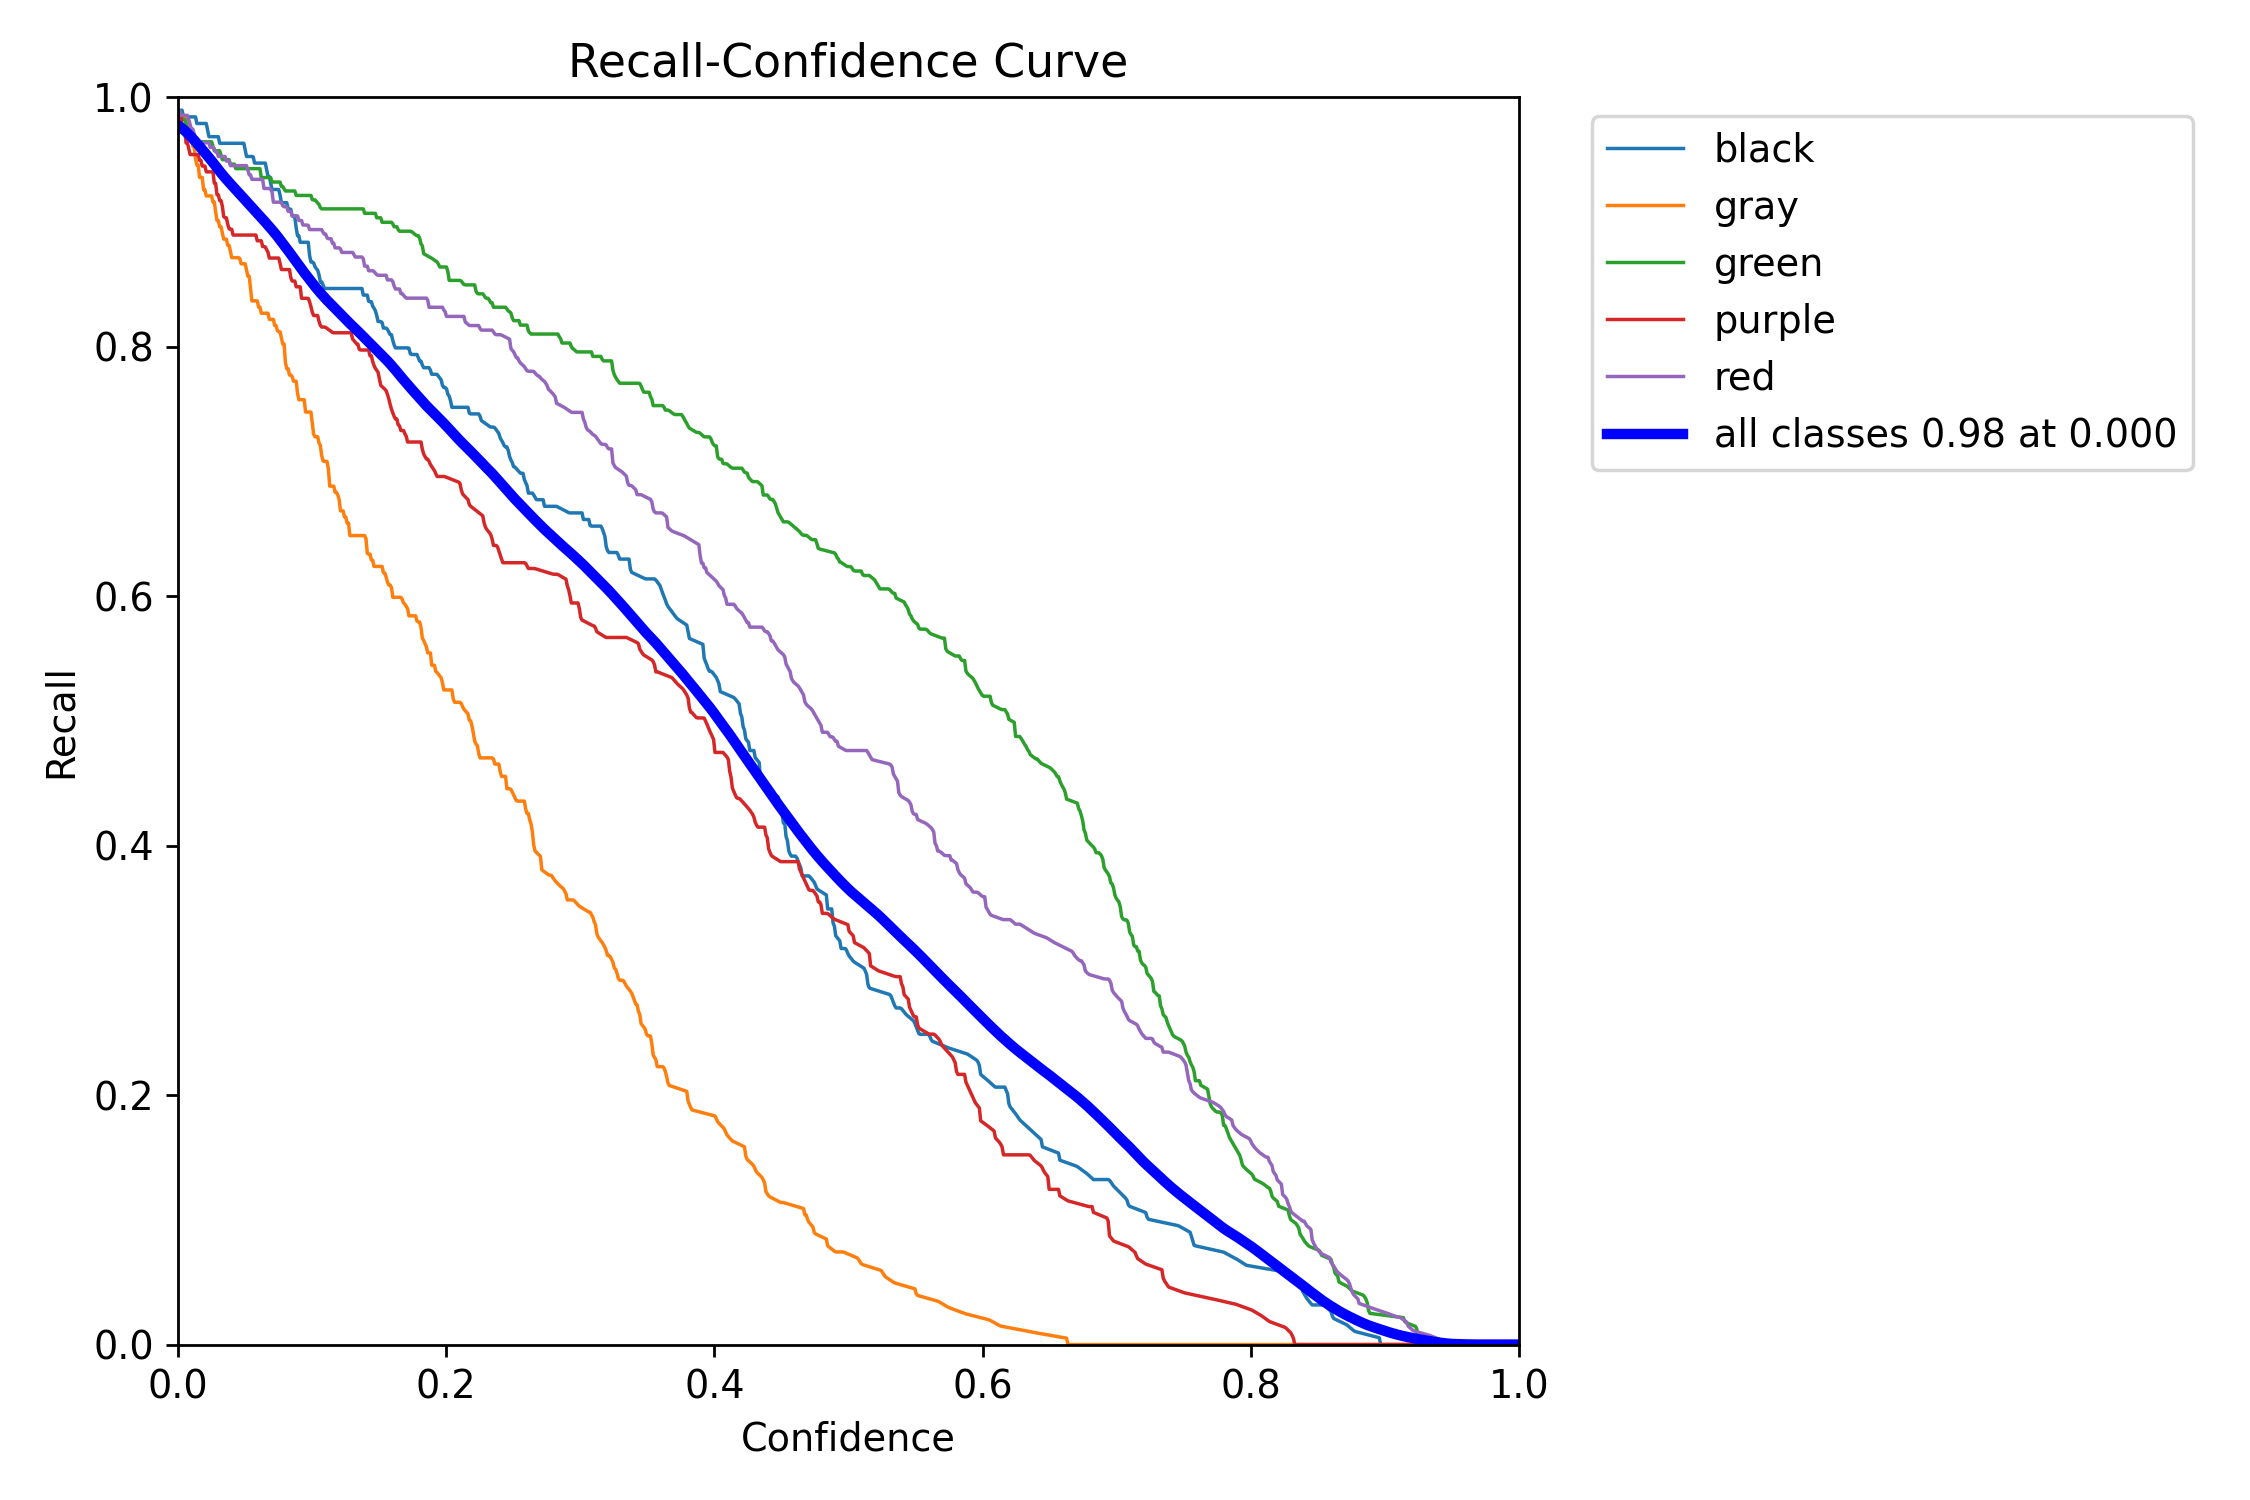 Recall-Confidence Curve
1.0
0.8
0.6
0.4
0.2
0.0
Recall
0.0 0.2 0.4 0.6 0.8 1.0
Confidence
black
gray
green
purple
red
all classes 0.98 at 0.000